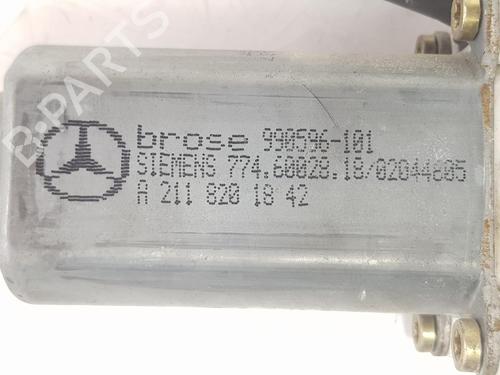 brose 990596-101
SIEMENS 774.60028.18/02044605
A 211 820 18 42
B-PARTS